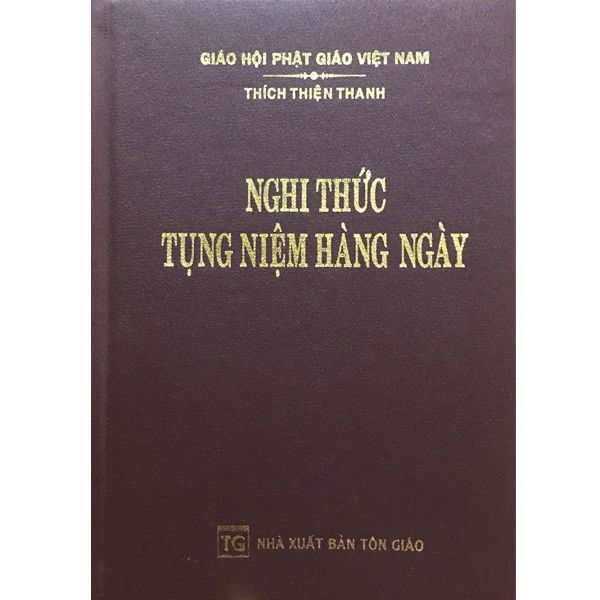 GIÁO HỘI PHẬT GIÁO VIỆT NAM
THÍCH THIỆN THANH
NGHI THỨC
TỤNG NIỆM HÀNG NGÀY
TG NHÀ XUẤT BẢN TÔN GIÁO